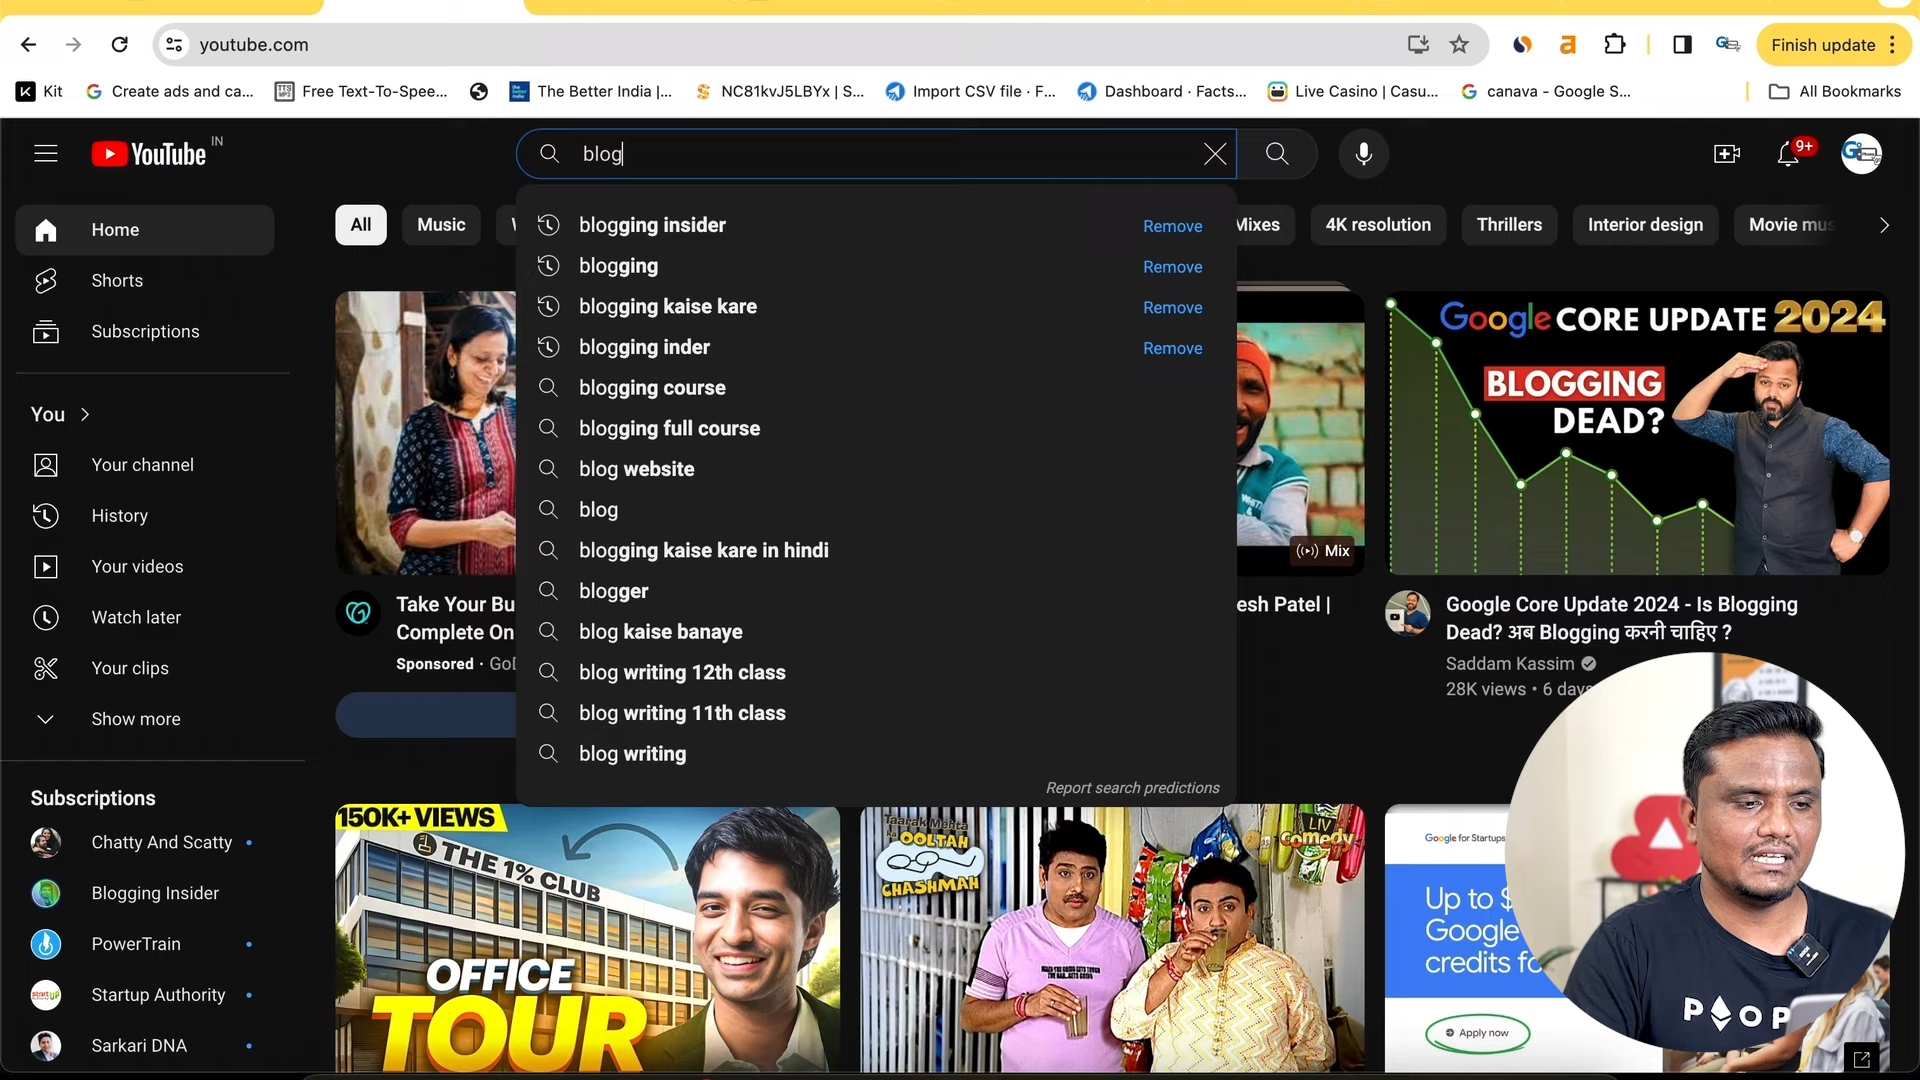 youtube.com
Finish update
Kit
Create ads and ca...
Free Text-To-Spee...
The Better India |...
NC81kvJ5LBYx | S...
Import CSV file · F...
Dashboard · Facts...
Live Casino | Casu...
canava - Google S...
All Bookmarks
YouTube IN
blog
9+
Home
Shorts
Subscriptions
You
Your channel
History
Your videos
Watch later
Your clips
Show more
Subscriptions
Chatty And Scatty
Blogging Insider
PowerTrain
Startup Authority
Sarkari DNA
All
Music
Mixes
4K resolution
Thrillers
Interior design
Movie mus
blogging insider
Remove
blogging
Remove
blogging kaise kare
Remove
blogging inder
Remove
blogging course
blogging full course
blog website
blog
blogging kaise kare in hindi
blogger
blog kaise banaye
blog writing 12th class
blog writing 11th class
blog writing
Report search predictions
Take Your Bu
Complete On
Sponsored · GoD
Mix
esh Patel |
Google CORE UPDATE 2024
BLOGGING
DEAD?
Google Core Update 2024 - Is Blogging
Dead? अब Blogging करनी चाहिए ?
Saddam Kassim
28K views • 6 days
150K+ VIEWS
THE 1% CLUB
OFFICE
TOUR
Taarak Mehta
OOLTAH
CHASHMAH
LIV
Comedy
Google for Startups
Up to $
Google
credits fo
Apply now